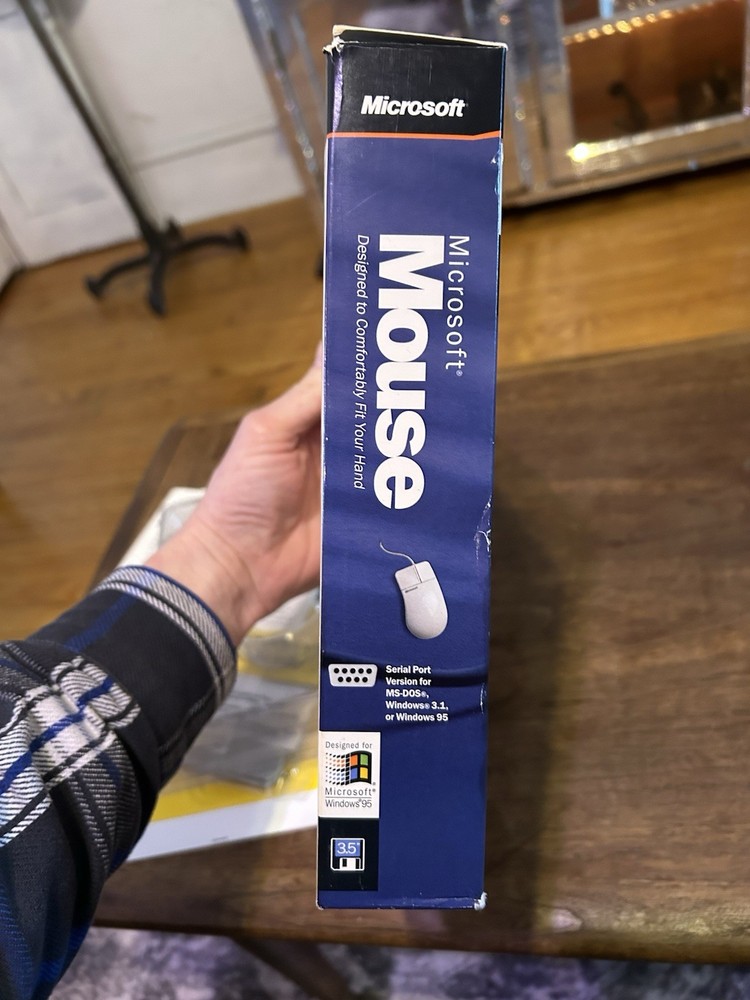 Microsoft®
Microsoft®
Mouse
Designed to Comfortably Fit Your Hand
Serial Port
Version for
MS-DOS®,
Windows® 3.1,
or Windows 95
Designed for
Microsoft®
Windows®95
3.5"